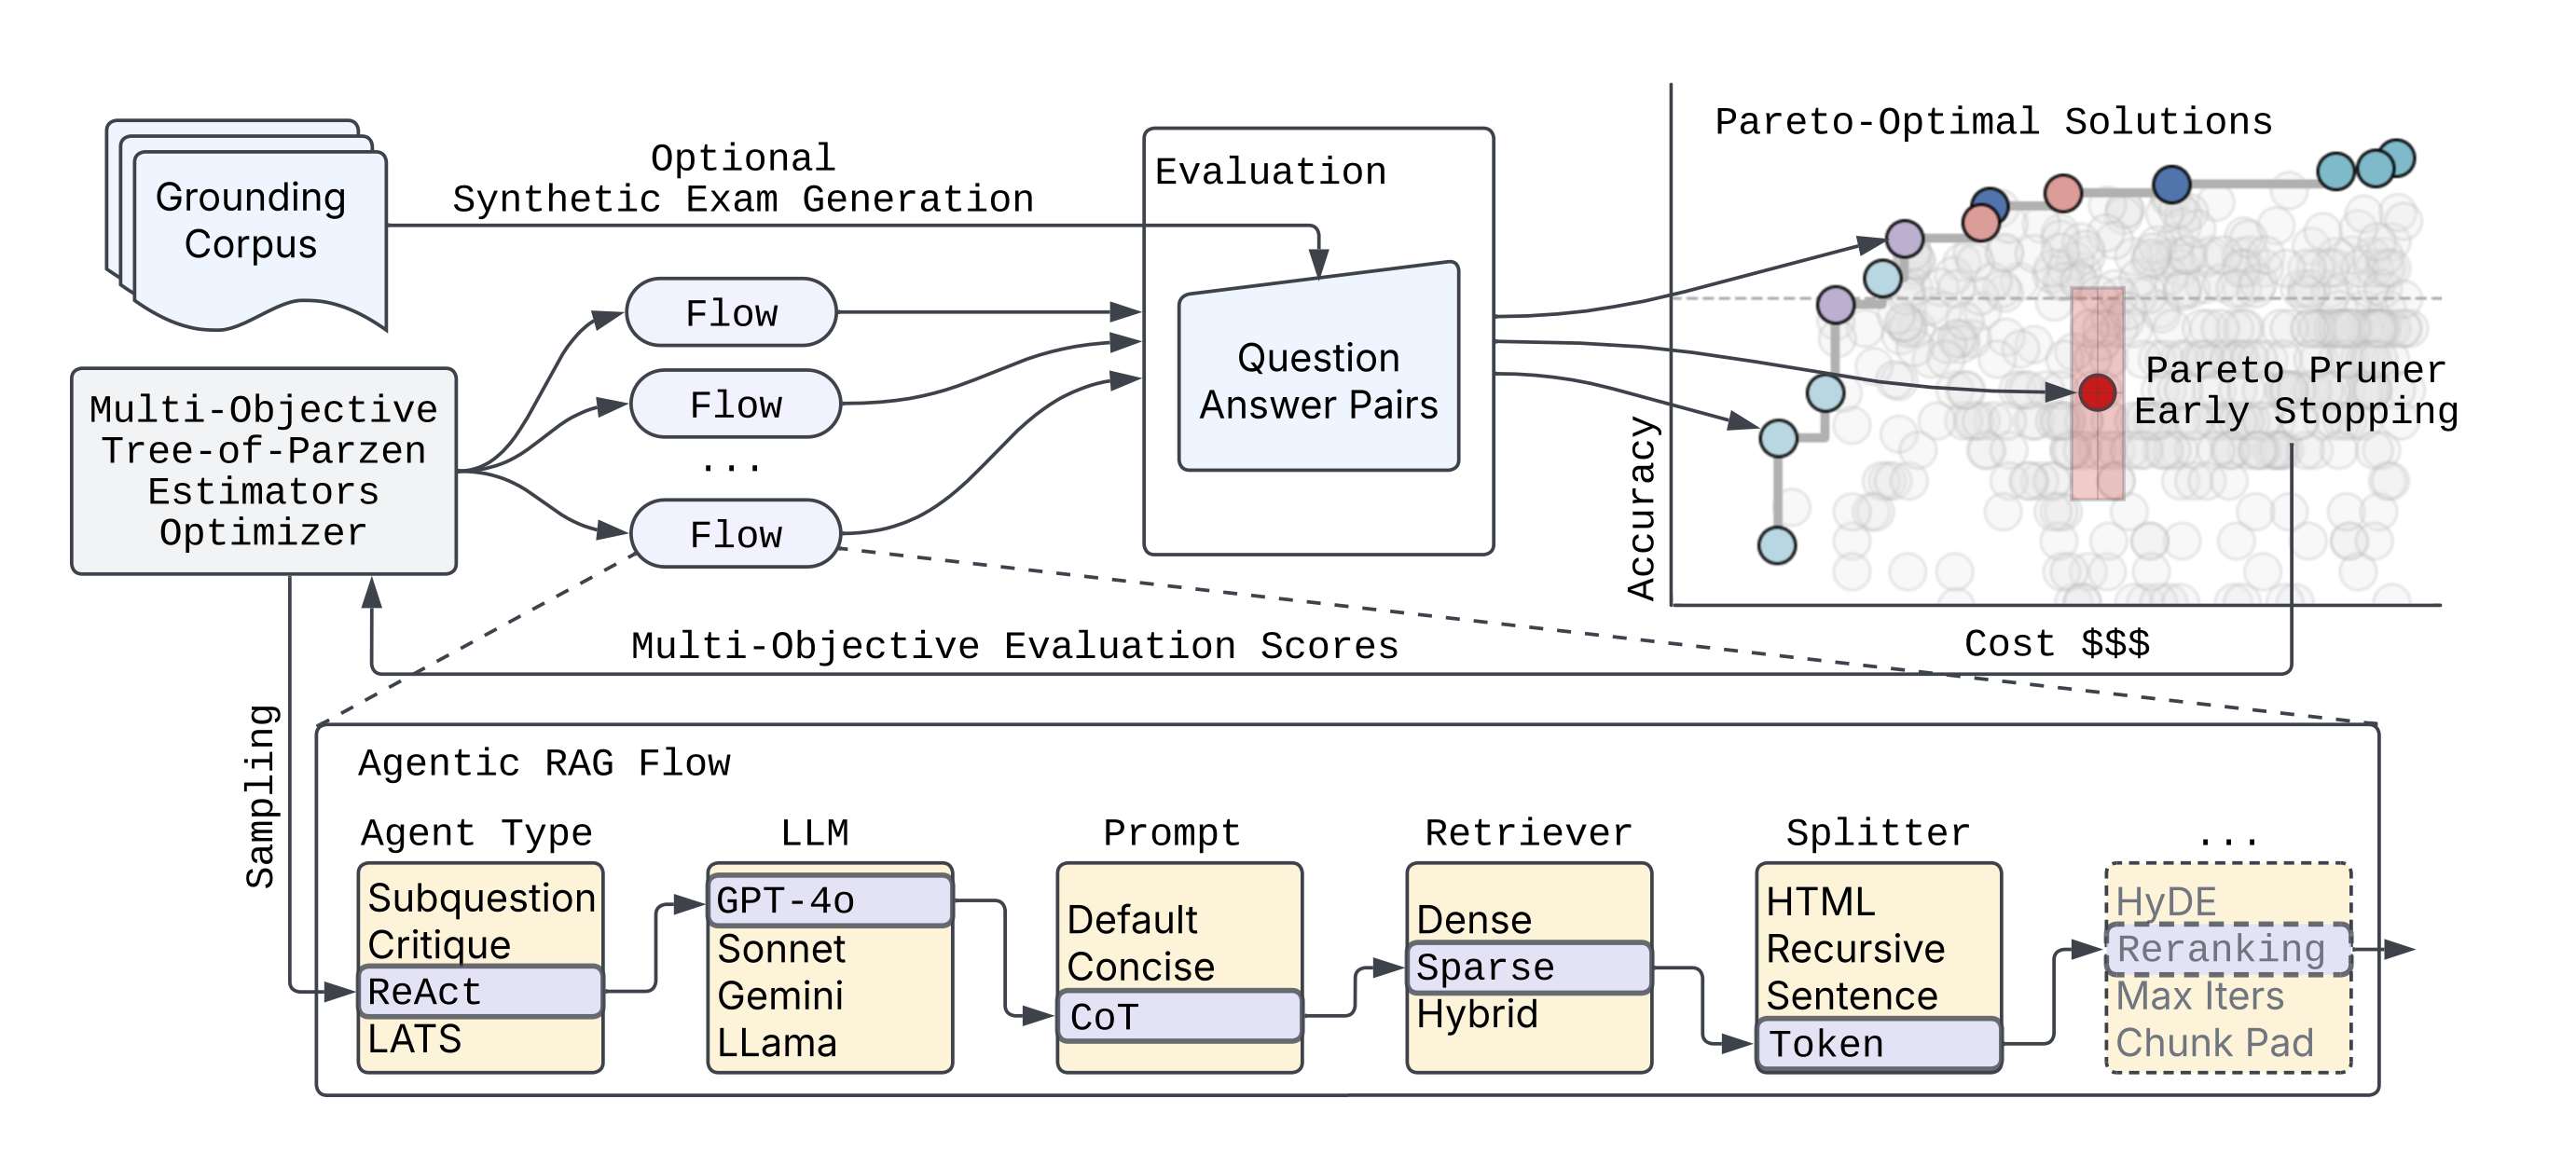 Grounding
Corpus
Optional
Synthetic Exam Generation
Evaluation
Question
Answer Pairs
Pareto-Optimal Solutions
Pareto Pruner
Early Stopping
Accuracy
Cost $$$
Multi-Objective
Tree-of-Parzen
Estimators
Optimizer
Flow
Flow
...
Flow
Multi-Objective Evaluation Scores
Sampling
Agentic RAG Flow
Agent Type
Subquestion
Critique
ReAct
LATS
LLM
GPT-4o
Sonnet
Gemini
LLama
Prompt
Default
Concise
CoT
Retriever
Dense
Sparse
Hybrid
Splitter
HTML
Recursive
Sentence
Token
...
HyDE
Reranking
Max Iters
Chunk Pad